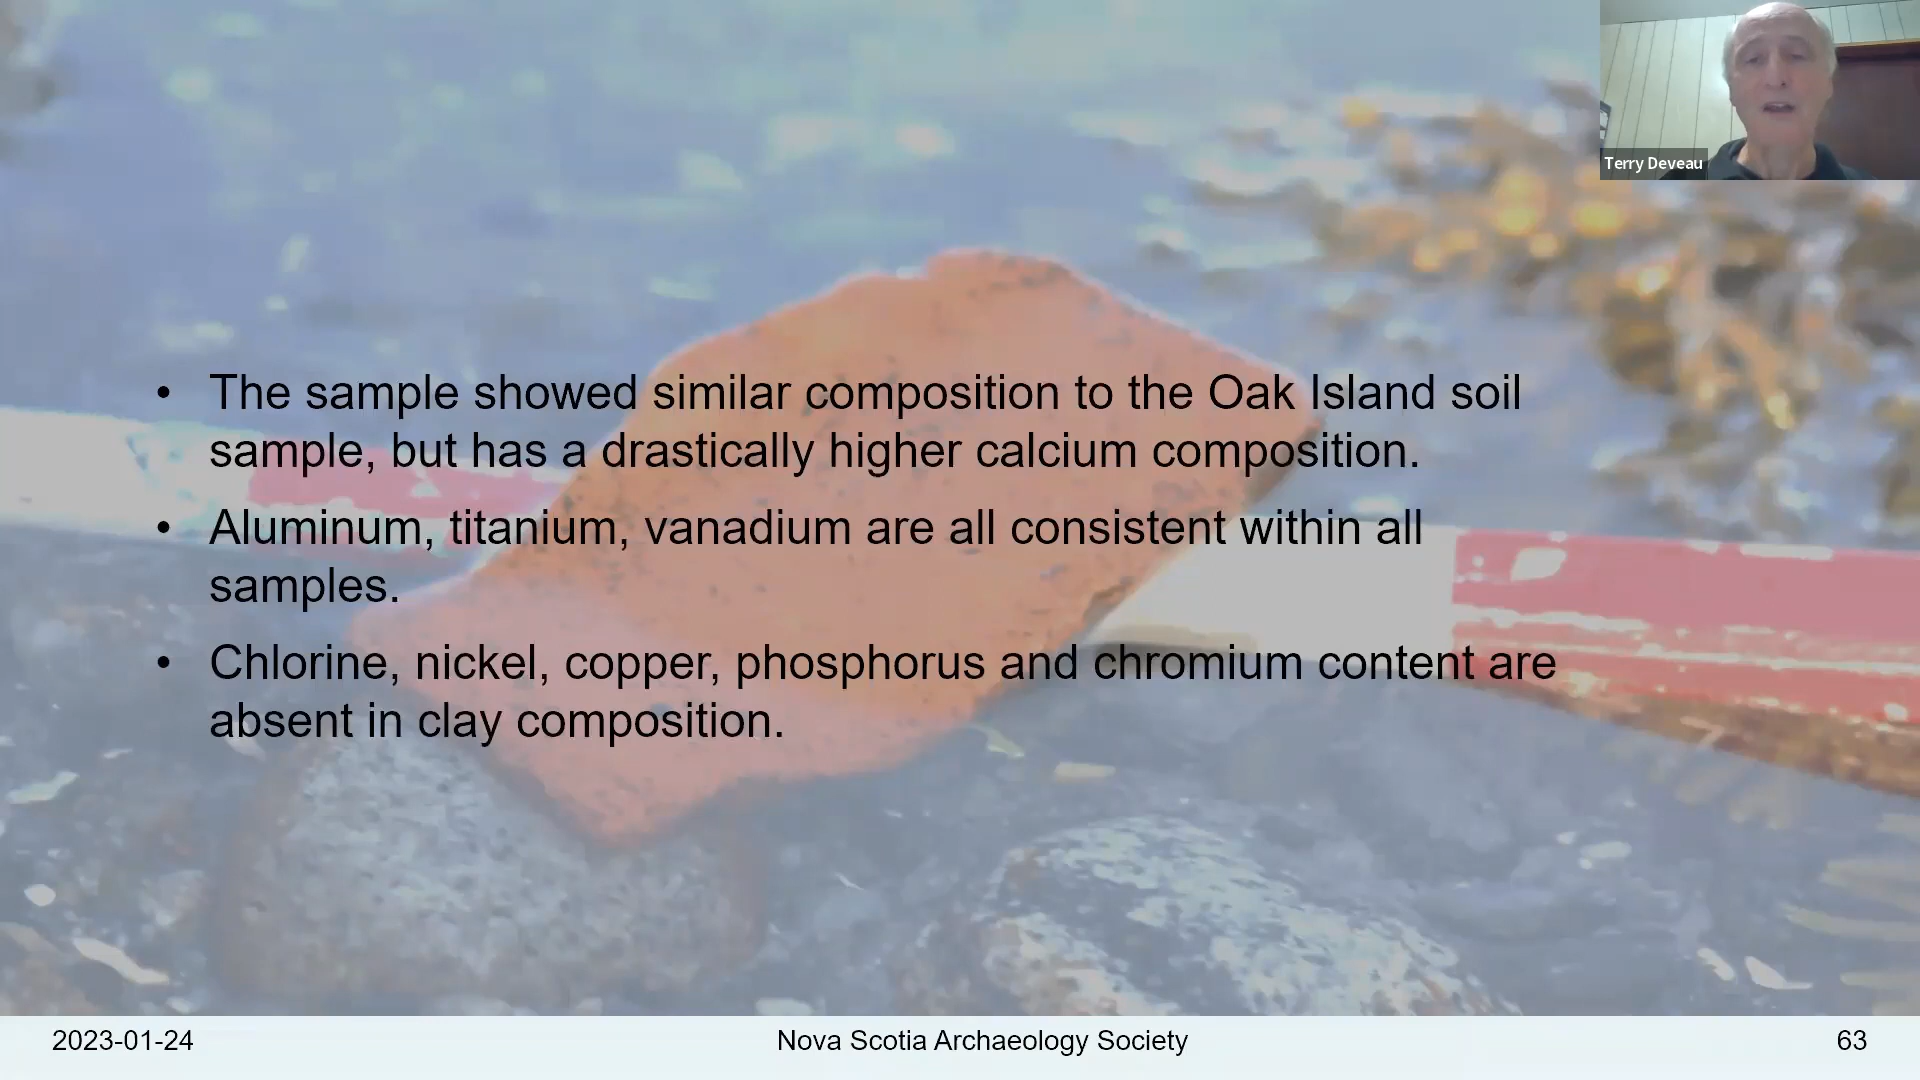 Terry Deveau
• The sample showed similar composition to the Oak Island soil
sample, but has a drastically higher calcium composition.
• Aluminum, titanium, vanadium are all consistent within all
samples.
• Chlorine, nickel, copper, phosphorus and chromium content are
absent in clay composition.
2023-01-24
Nova Scotia Archaeology Society
63